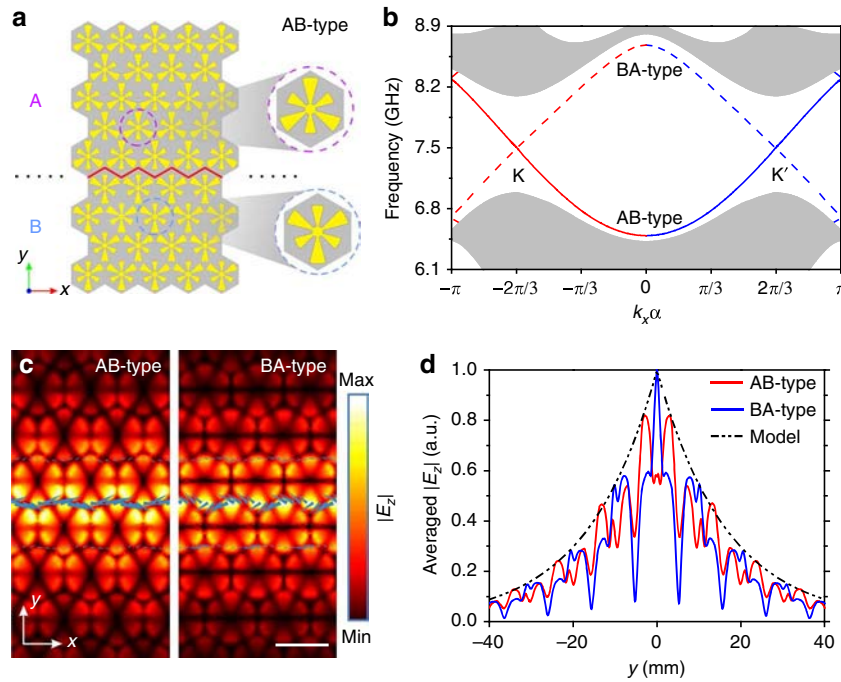 a
AB-type
A
B
y
x
b
Frequency (GHz)
8.9
8.2
7.5
6.8
6.1
BA-type
K
K′
AB-type
−π
−2π/3
−π/3
0
π/3
2π/3
π
kₓα
c
AB-type
BA-type
y
x
Max
|E_z|
Min
d
Averaged |E_z| (a.u.)
1.0
0.8
0.6
0.4
0.2
0.0
AB-type
BA-type
Model
−40
−20
0
20
40
y (mm)